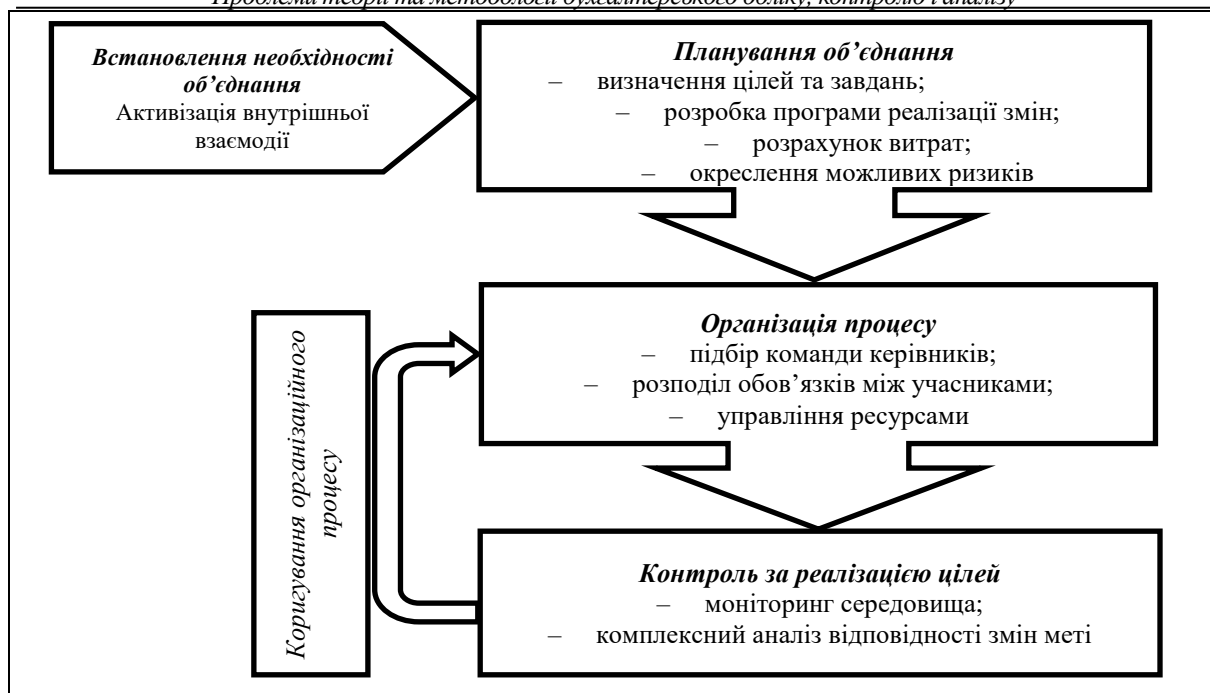 Проблеми теорії та методології бухгалтерського обліку, контролю і аналізу
Встановлення необхідності
об’єднання
Активізація внутрішньої
взаємодії
Планування об’єднання
– визначення цілей та завдань;
– розробка програми реалізації змін;
– розрахунок витрат;
– окреслення можливих ризиків
Організація процесу
– підбір команди керівників;
– розподіл обов’язків між учасниками;
– управління ресурсами
Коригування організаційного
процесу
Контроль за реалізацією цілей
– моніторинг середовища;
– комплексний аналіз відповідності змін меті